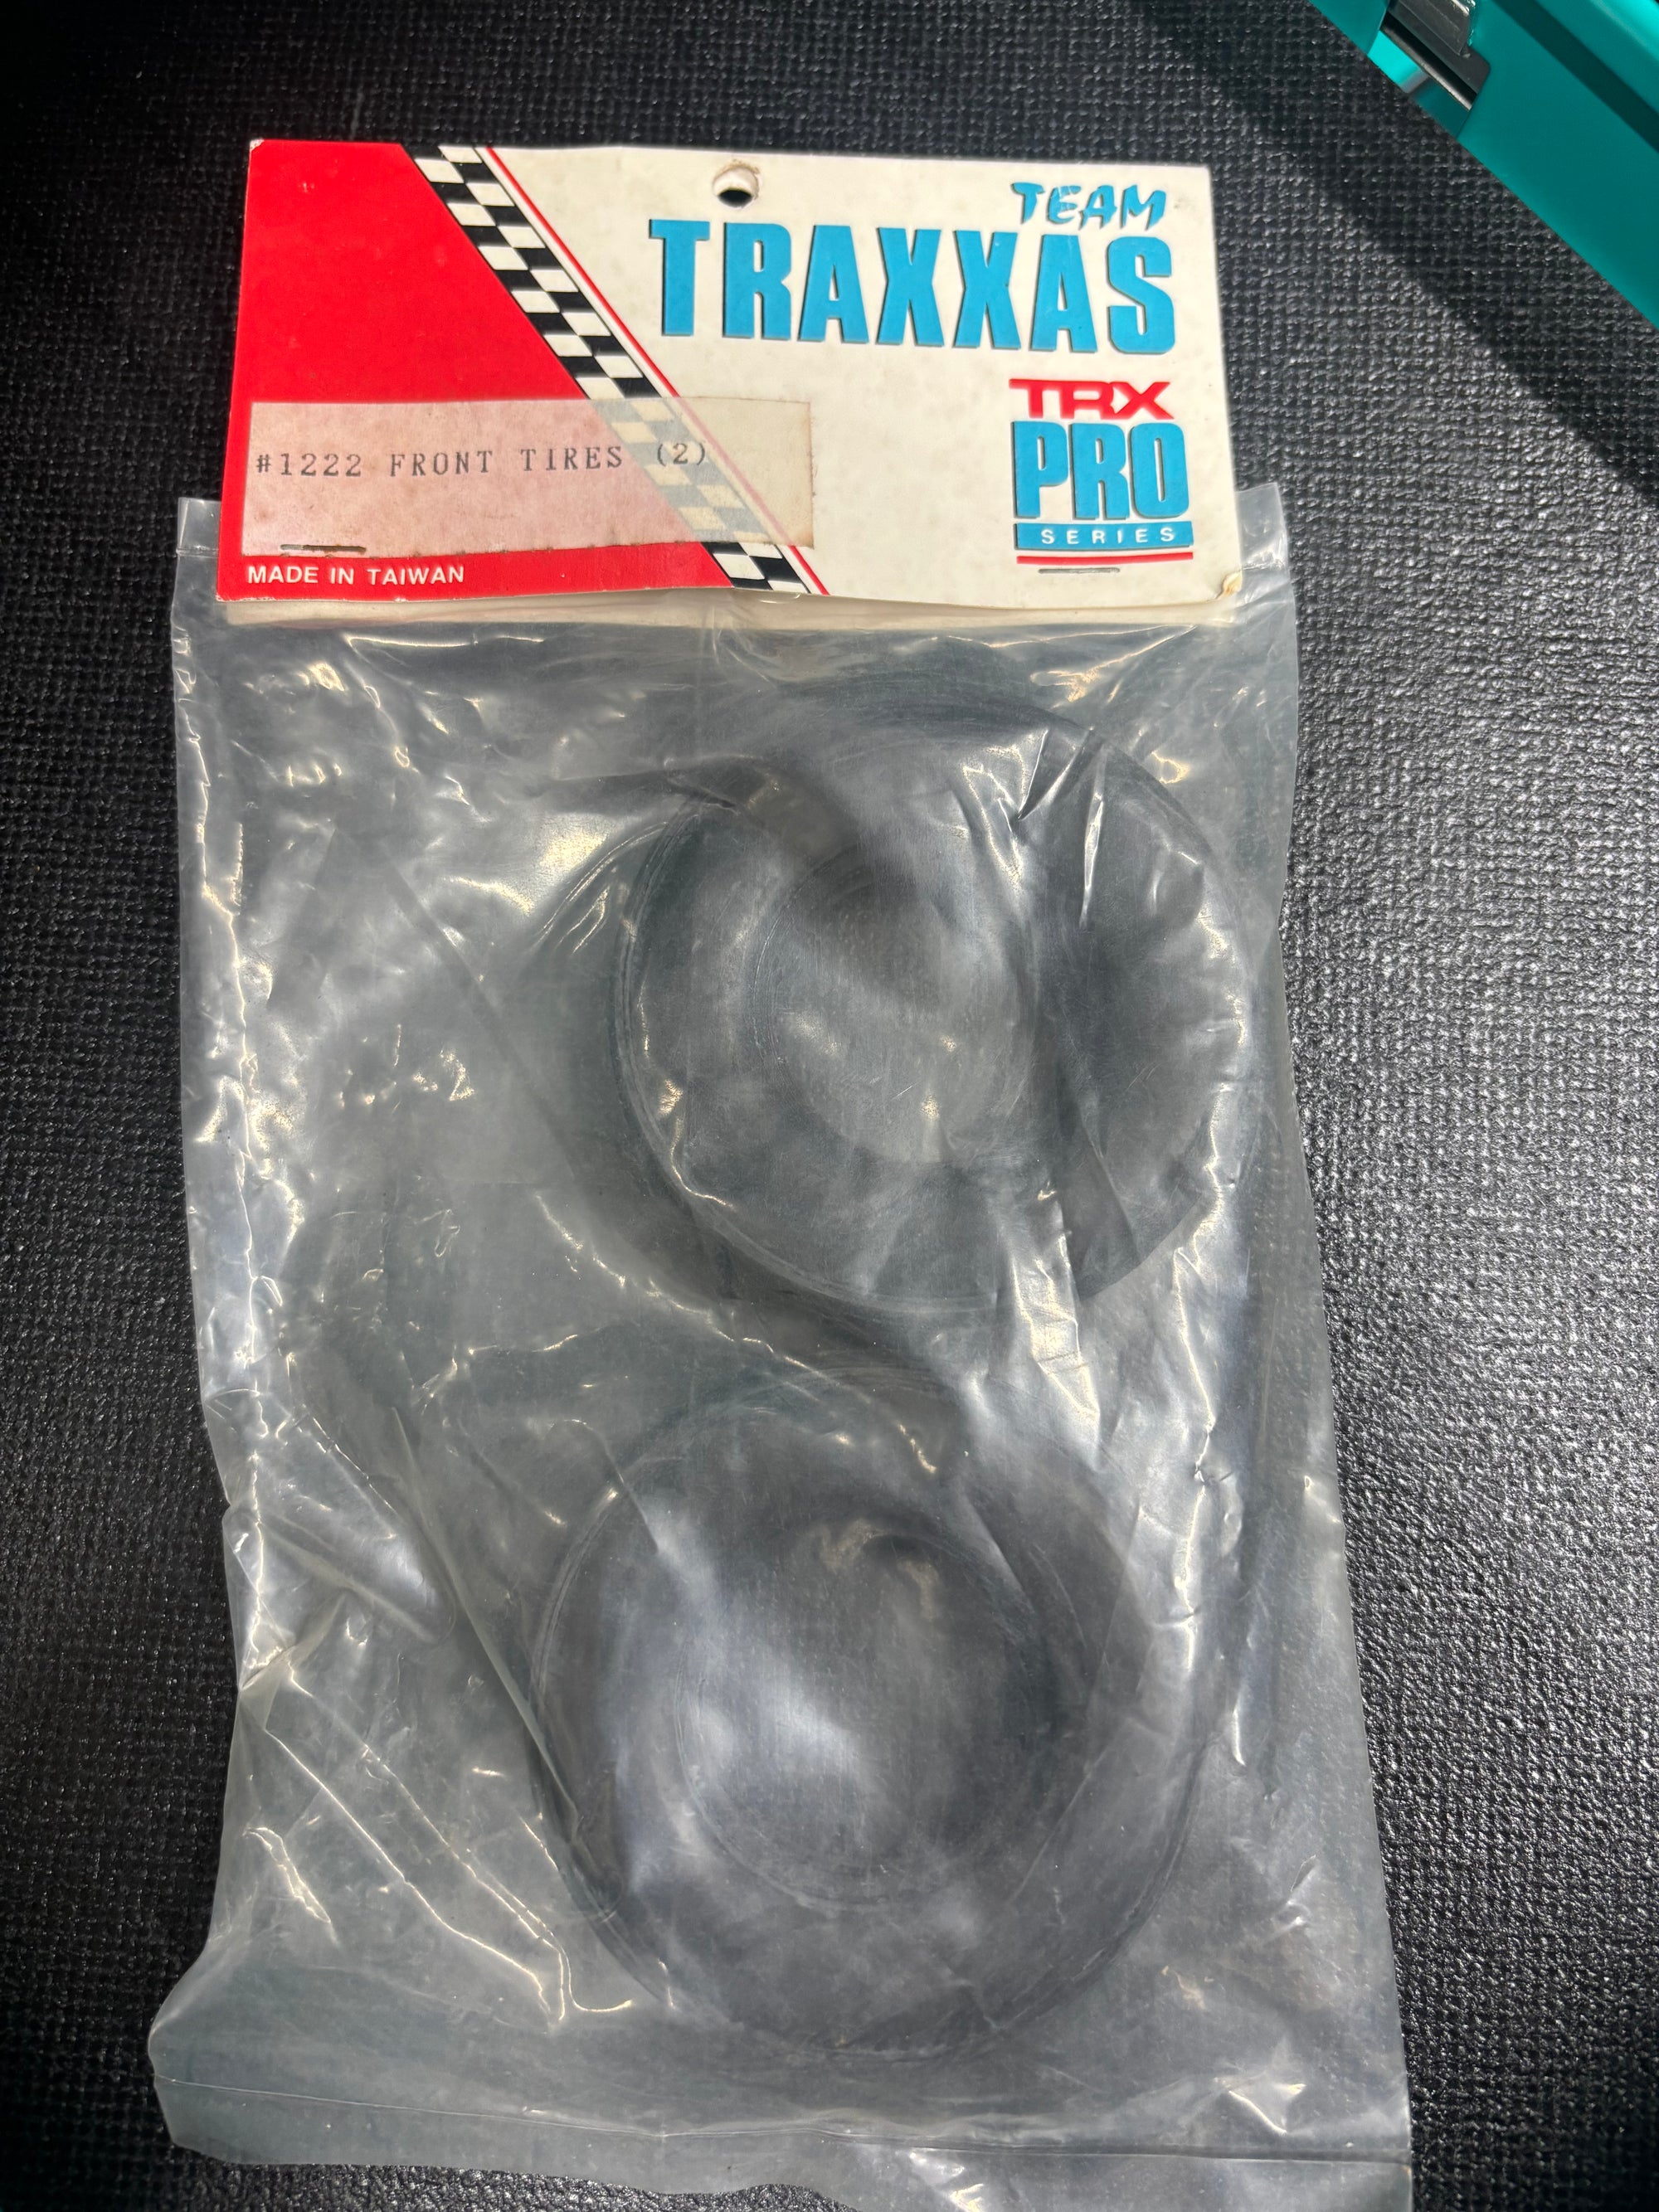 TEAM
TRAXXAS
TRX
PRO
SERIES
#1222 FRONT TIRES (2)
MADE IN TAIWAN